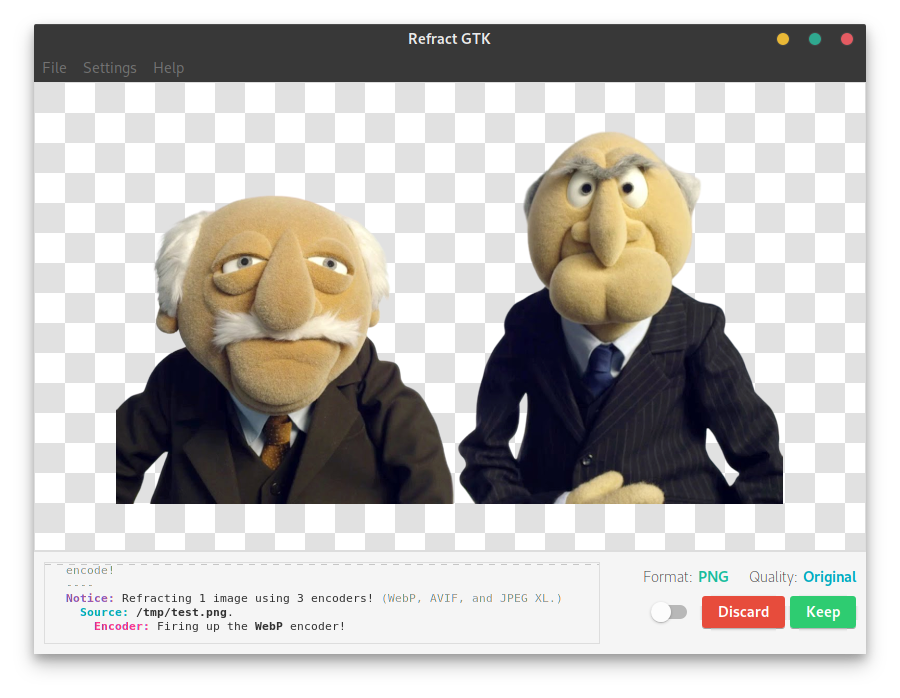 Refract GTK
File Settings Help
encode!
----
Notice: Refracting 1 image using 3 encoders! (WebP, AVIF, and JPEG XL.)
Source: /tmp/test.png.
Encoder: Firing up the WebP encoder!
Format: PNG Quality: Original
Discard Keep